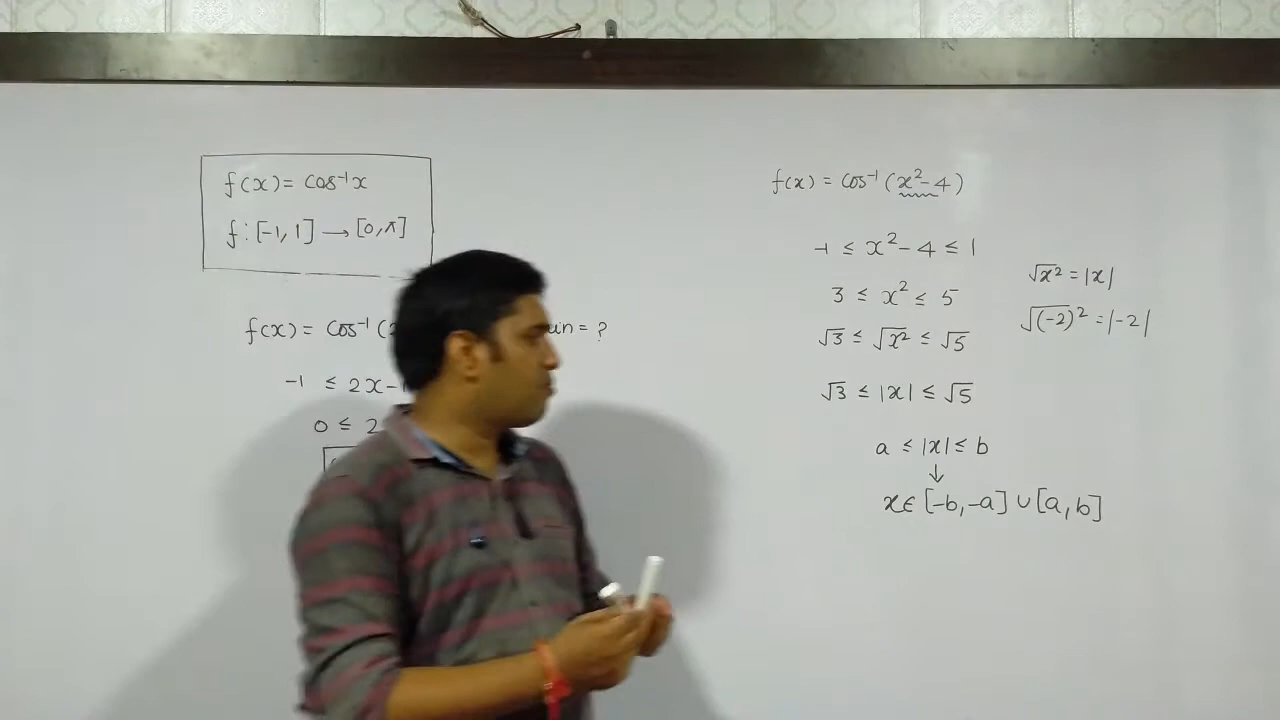 f(x) = cos⁻¹x
f : [-1, 1] → [0, π]
f(x) = cos⁻¹ (2 = ?
-1 ≤ 2x-
0 ≤ 2
f(x) = cos⁻¹ (x²-4)
-1 ≤ x² - 4 ≤ 1
3 ≤ x² ≤ 5
√3 ≤ √x² ≤ √5
√3 ≤ |x| ≤ √5
a ≤ |x| ≤ b
↓
x ∈ [-b, -a] ∪ [a, b]
√x² = |x|
√(-2)² = |-2|